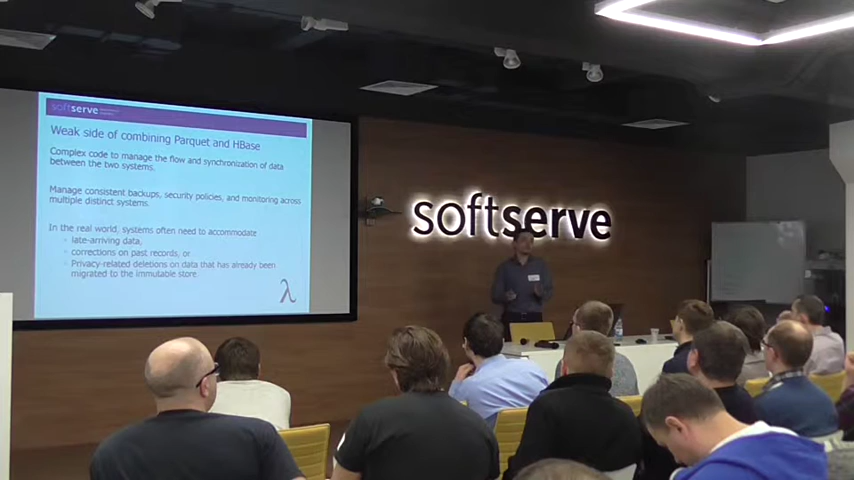 softserve
Weak side of combining Parquet and HBase
Complex code to manage the flow and synchronization of data
between the two systems.
Manage consistent backups, security policies, and monitoring across
multiple distinct systems.
In the real world, systems often need to accommodate
late-arriving data,
corrections on past records, or
Privacy-related deletions on data that has already been
migrated to the immutable store.
λ
softserve